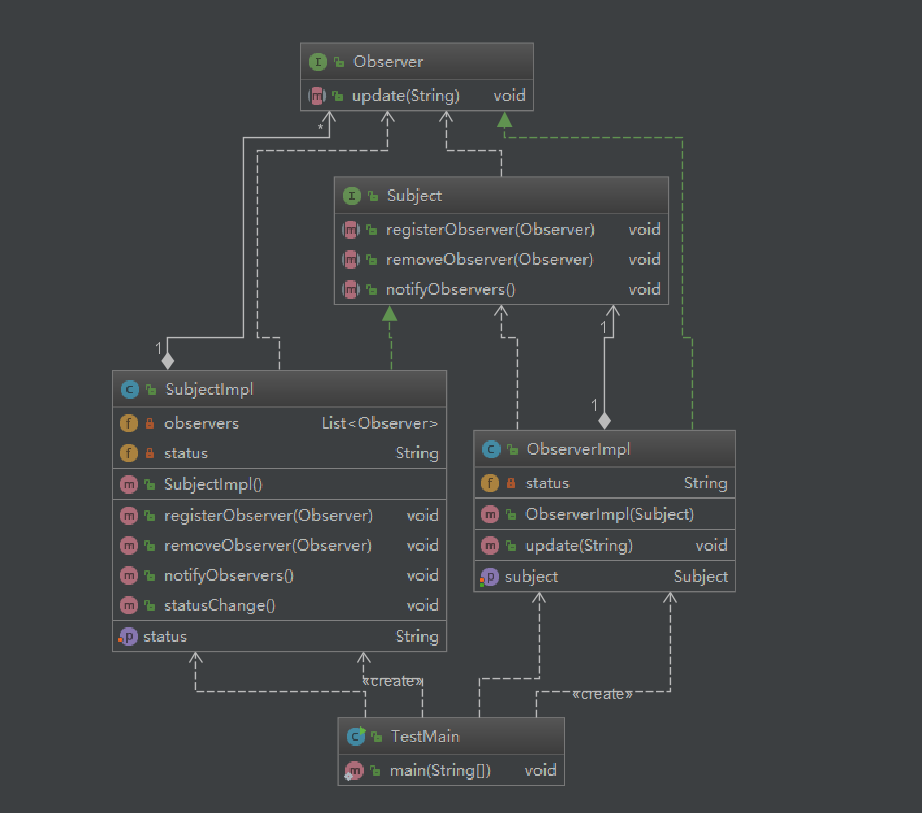 I Observer
m update(String) void
*
I Subject
m registerObserver(Observer) void
m removeObserver(Observer) void
m notifyObservers() void
1
1
C SubjectImpl
f observers List<Observer>
f status String
m SubjectImpl()
m registerObserver(Observer) void
m removeObserver(Observer) void
m notifyObservers() void
m statusChange() void
p status String
1
C ObserverImpl
f status String
m ObserverImpl(Subject)
m update(String) void
p subject Subject
«create»
«create»
C TestMain
m main(String[]) void